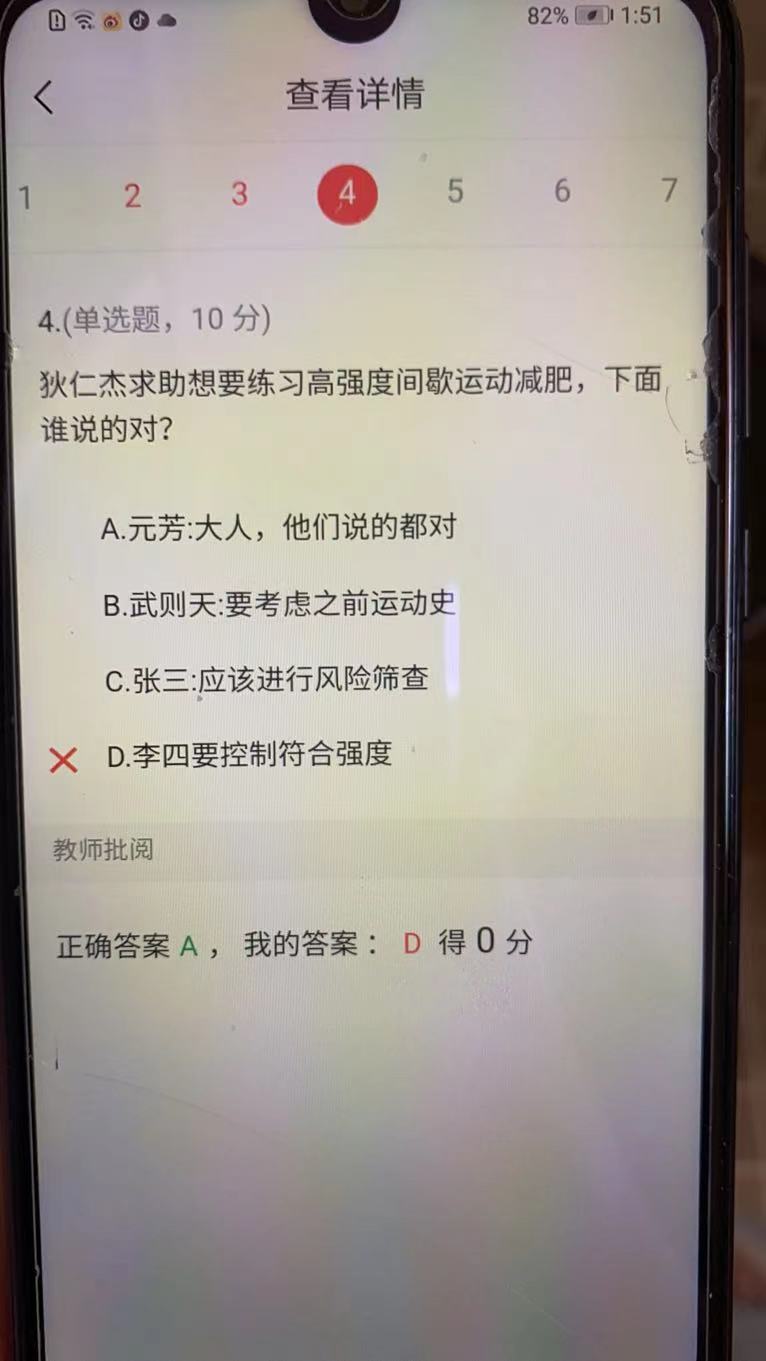 82% 1:51
查看详情
1 2 3 4 5 6 7
4.(单选题，10 分)
狄仁杰求助想要练习高强度间歇运动减肥，下面
谁说的对?
A.元芳:大人，他们说的都对
B.武则天:要考虑之前运动史
C.张三:应该进行风险筛查
D.李四要控制符合强度
教师批阅
正确答案 A ， 我的答案： D 得 0 分